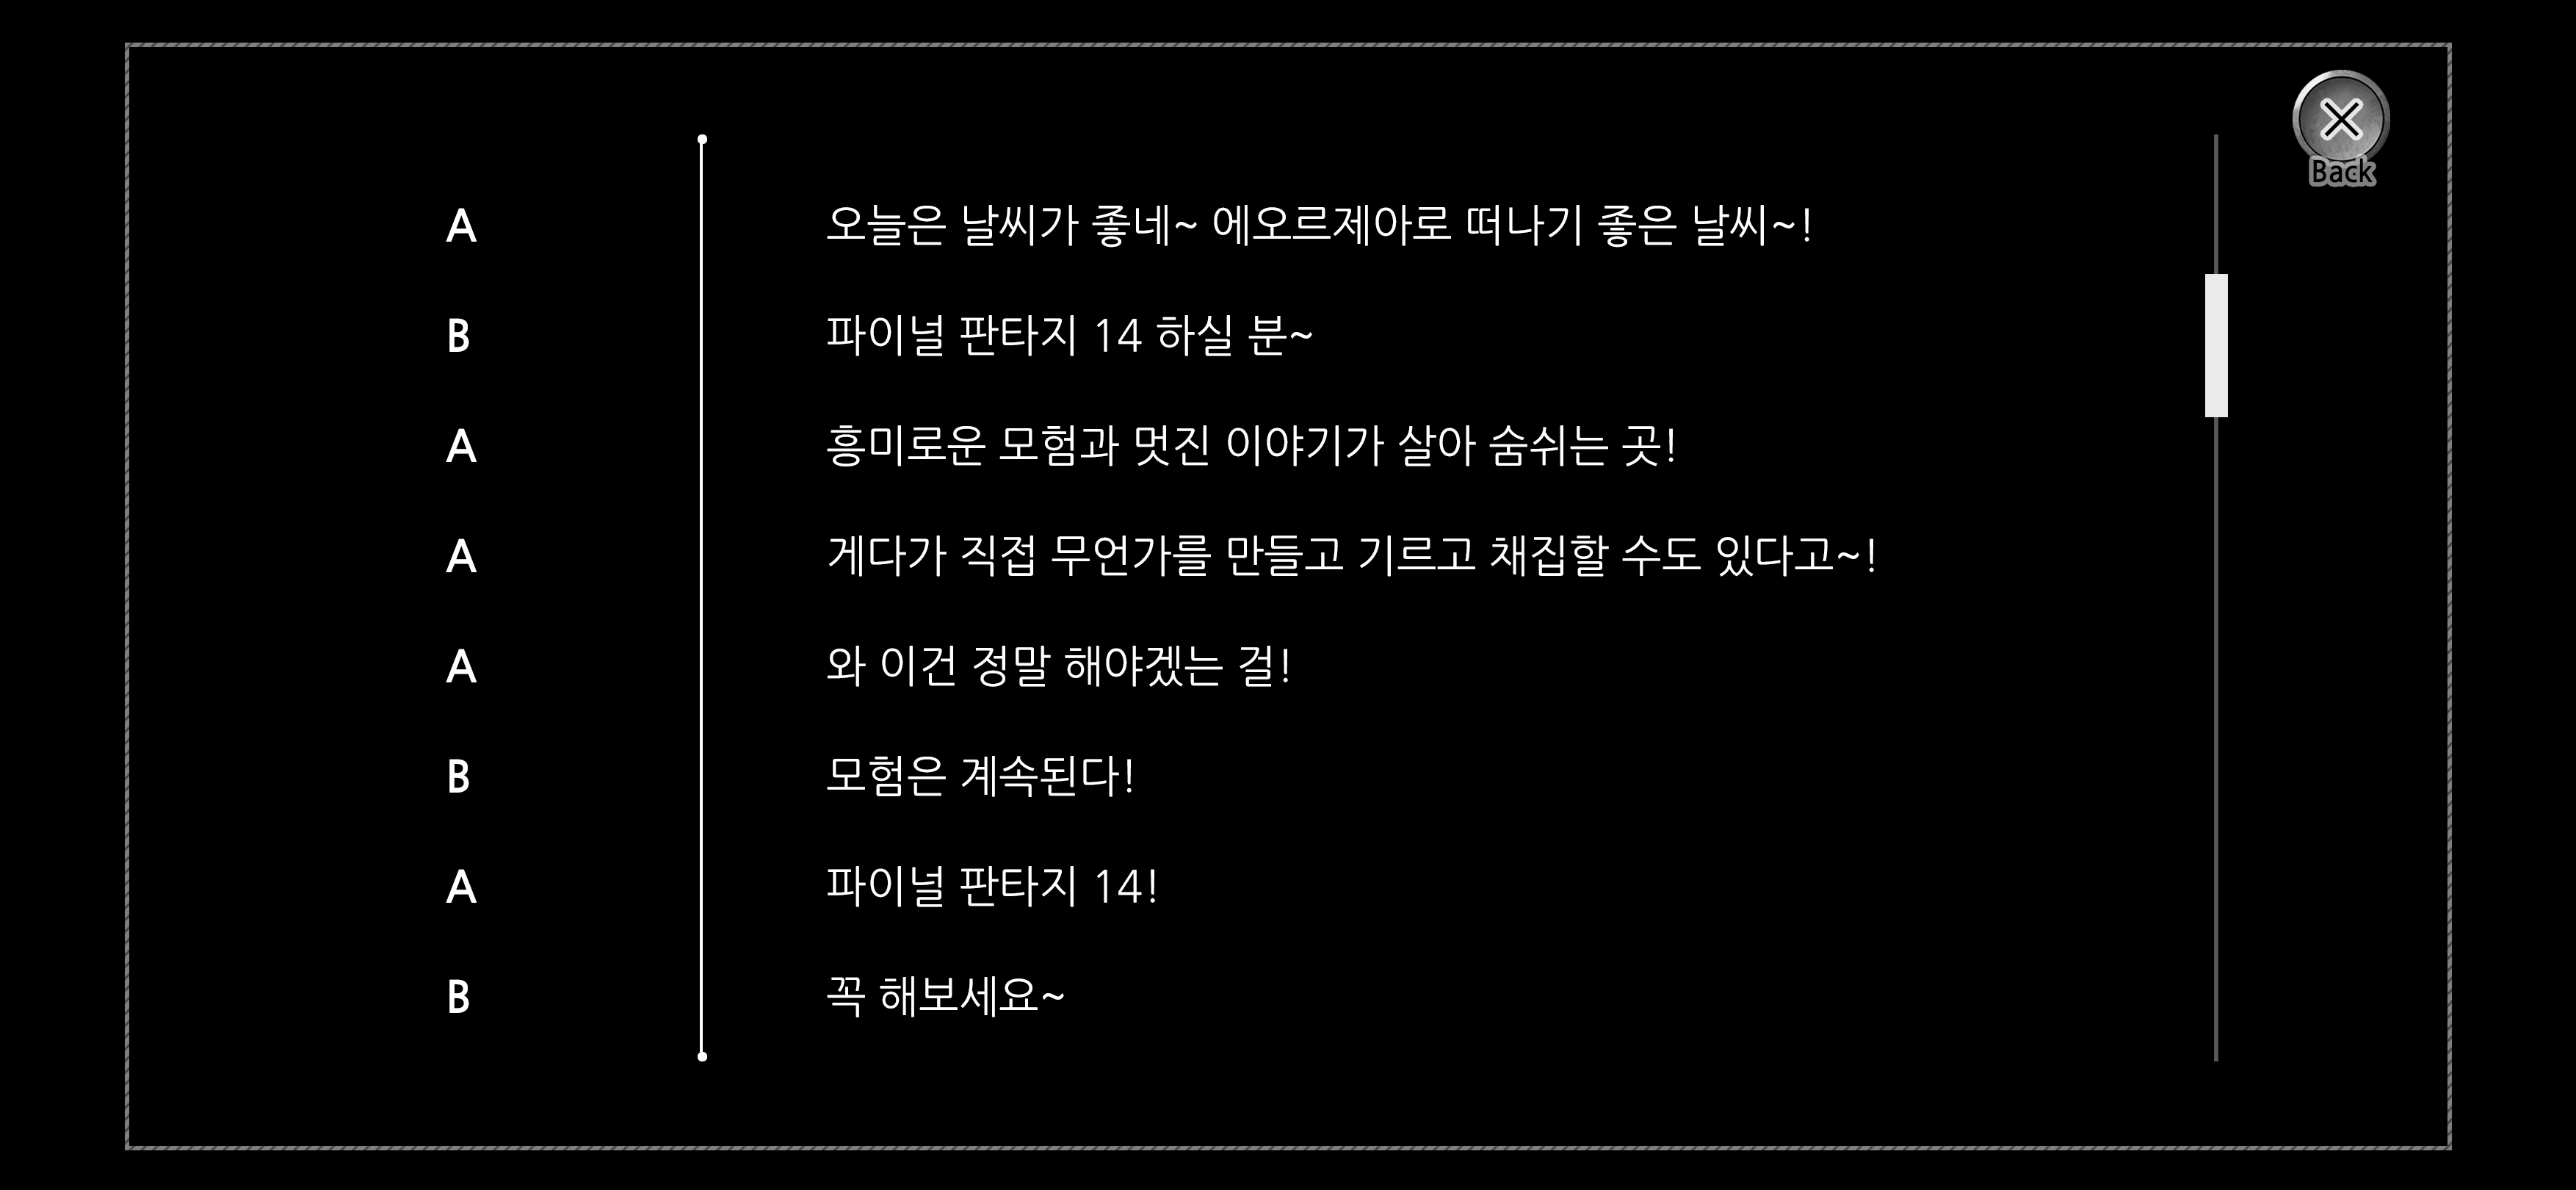 Back
A 오늘은 날씨가 좋네~ 에오르제아로 떠나기 좋은 날씨~!
B 파이널 판타지 14 하실 분~
A 흥미로운 모험과 멋진 이야기가 살아 숨쉬는 곳!
A 게다가 직접 무언가를 만들고 기르고 채집할 수도 있다고~!
A 와 이건 정말 해야겠는 걸!
B 모험은 계속된다!
A 파이널 판타지 14!
B 꼭 해보세요~